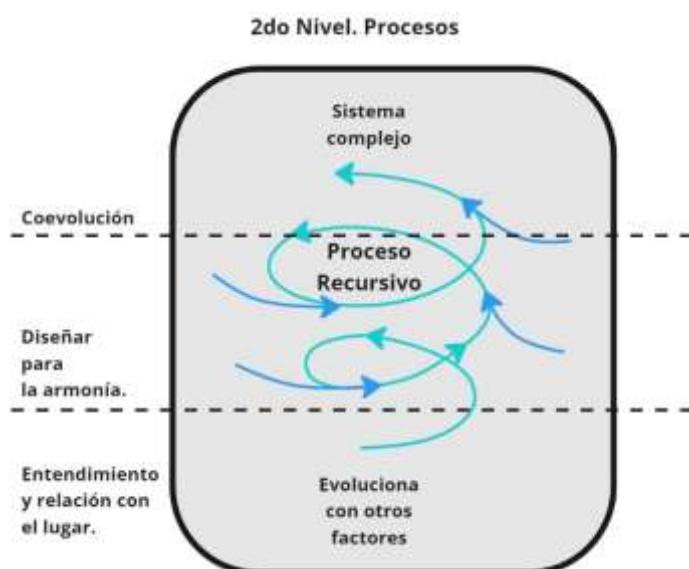 2do Nivel. Procesos
Sistema
complejo
Coevolución
Proceso
Recursivo
Diseñar
para
la armonía.
Entendimiento
y relación con
el lugar.
Evoluciona
con otros
factores